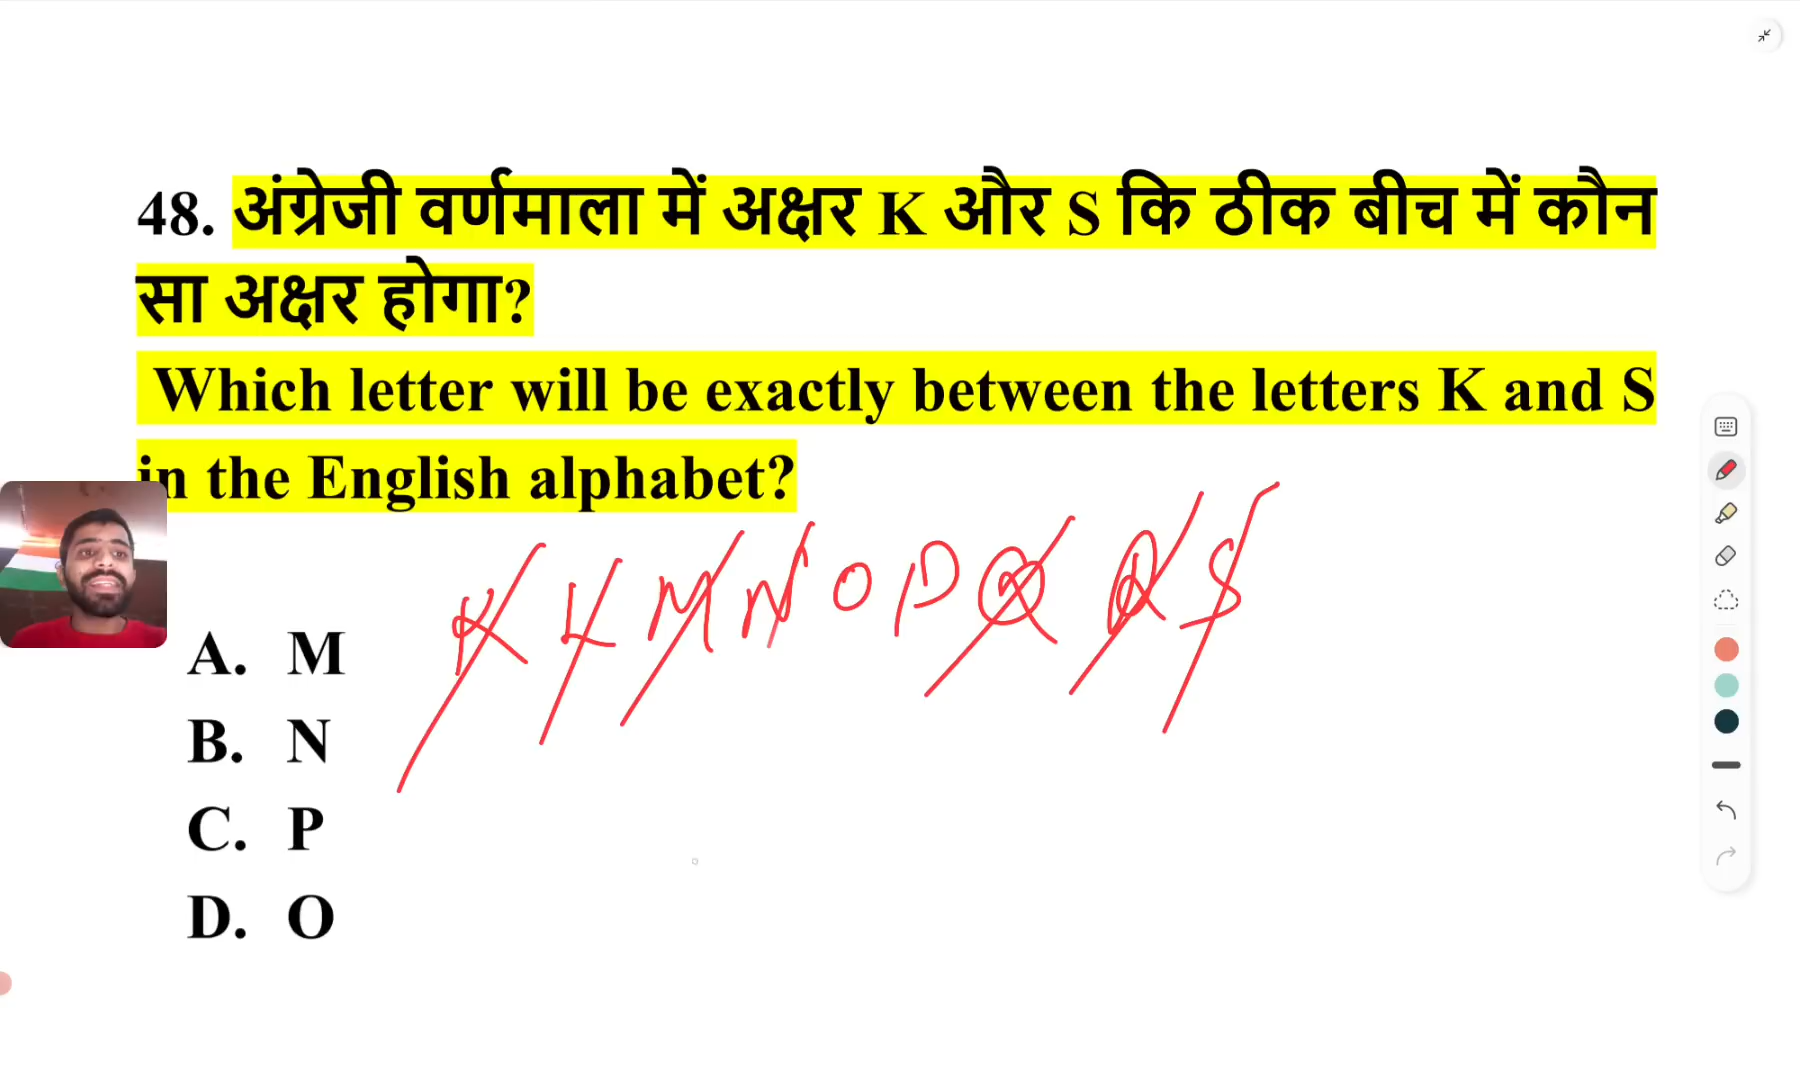 48. अंग्रेजी वर्णमाला में अक्षर K और S कि ठीक बीच में कौन
सा अक्षर होगा?
Which letter will be exactly between the letters K and S
in the English alphabet?
K L M N O P Q R S
A. M
B. N
C. P
D. O